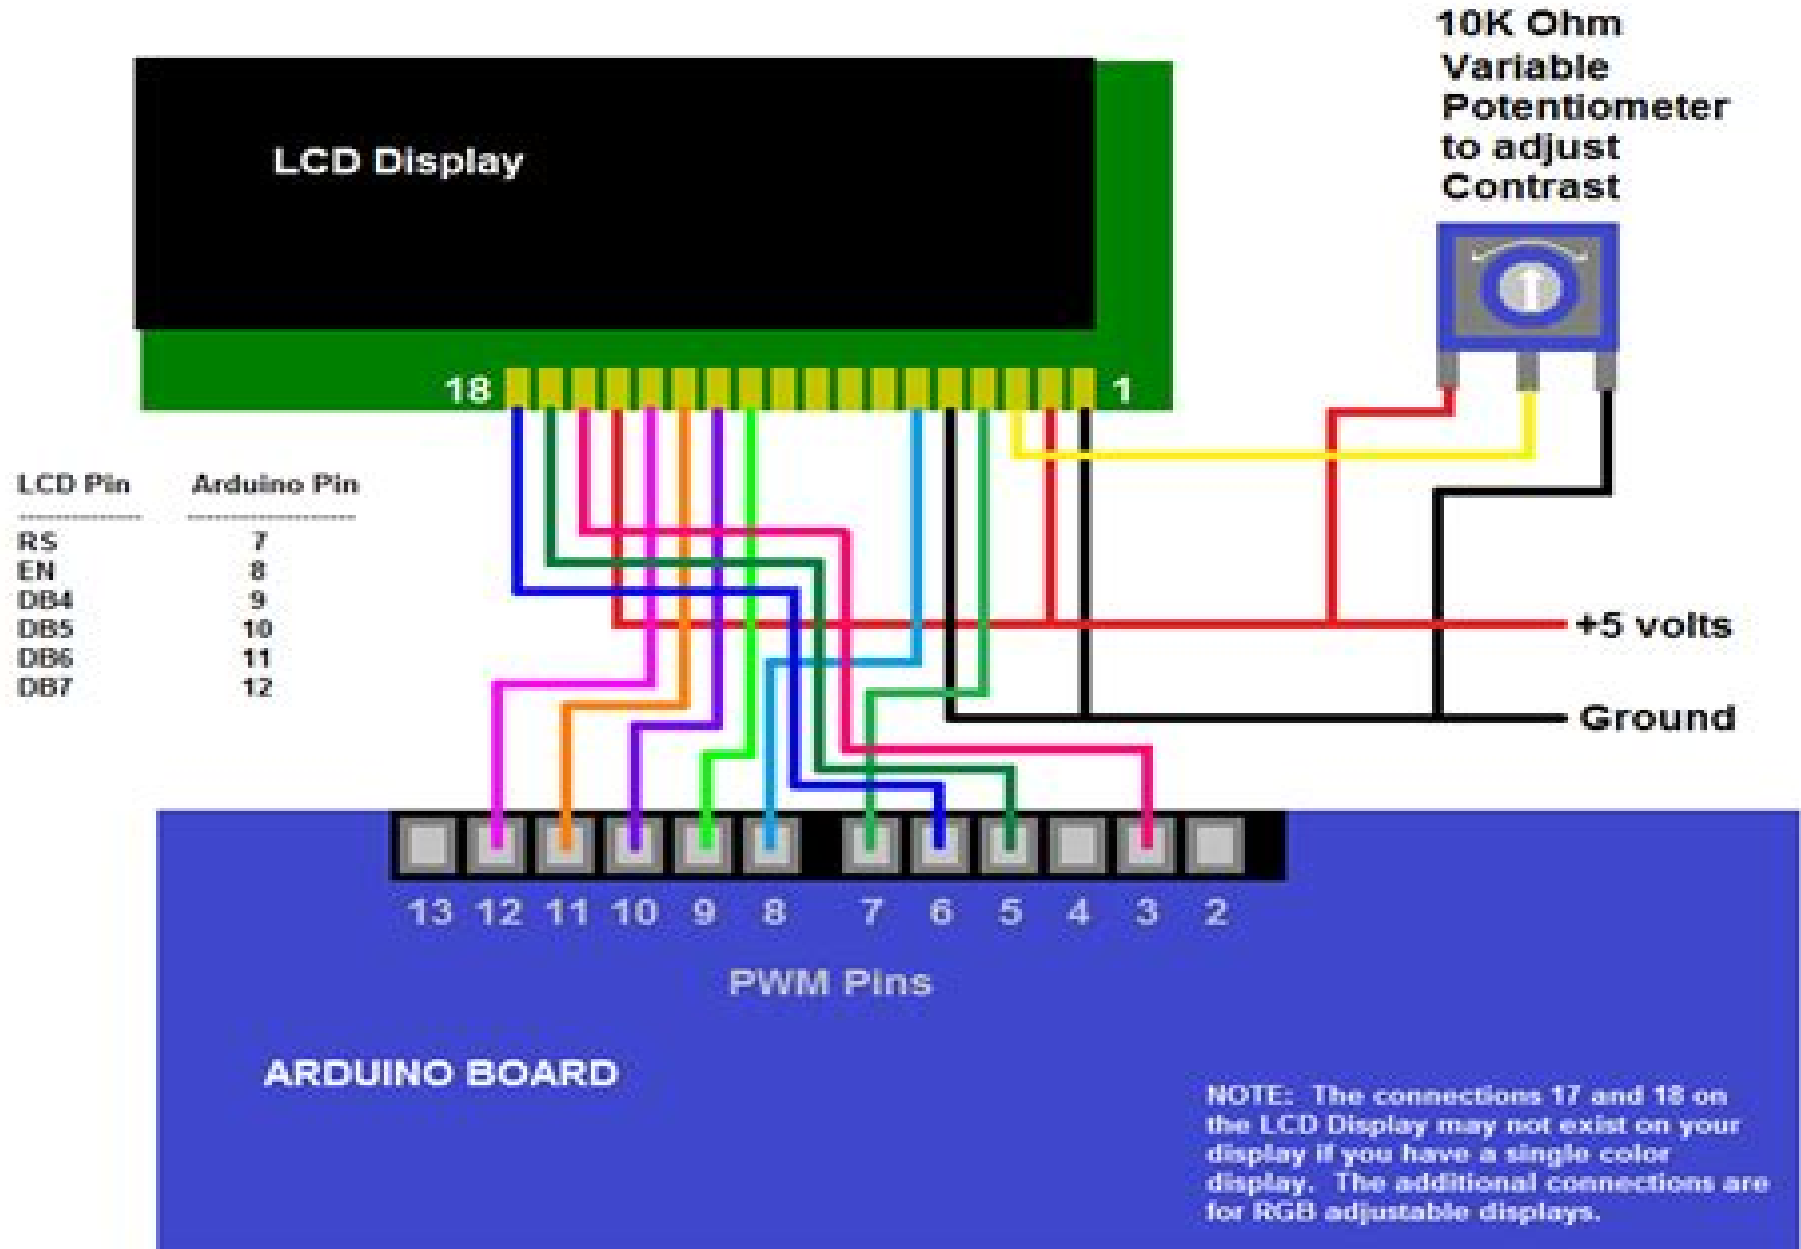 10K Ohm
Variable
Potentiometer
to adjust
Contrast
LCD Display
18
1
LCD Pin Arduino Pin
RS 7
EN 8
DB4 9
DB5 10
DB6 11
DB7 12
+5 volts
Ground
13 12 11 10 9 8 7 6 5 4 3 2
PWM Pins
ARDUINO BOARD
NOTE: The connections 17 and 18 on
the LCD Display may not exist on your
display if you have a single color
display. The additional connections are
for RGB adjustable displays.